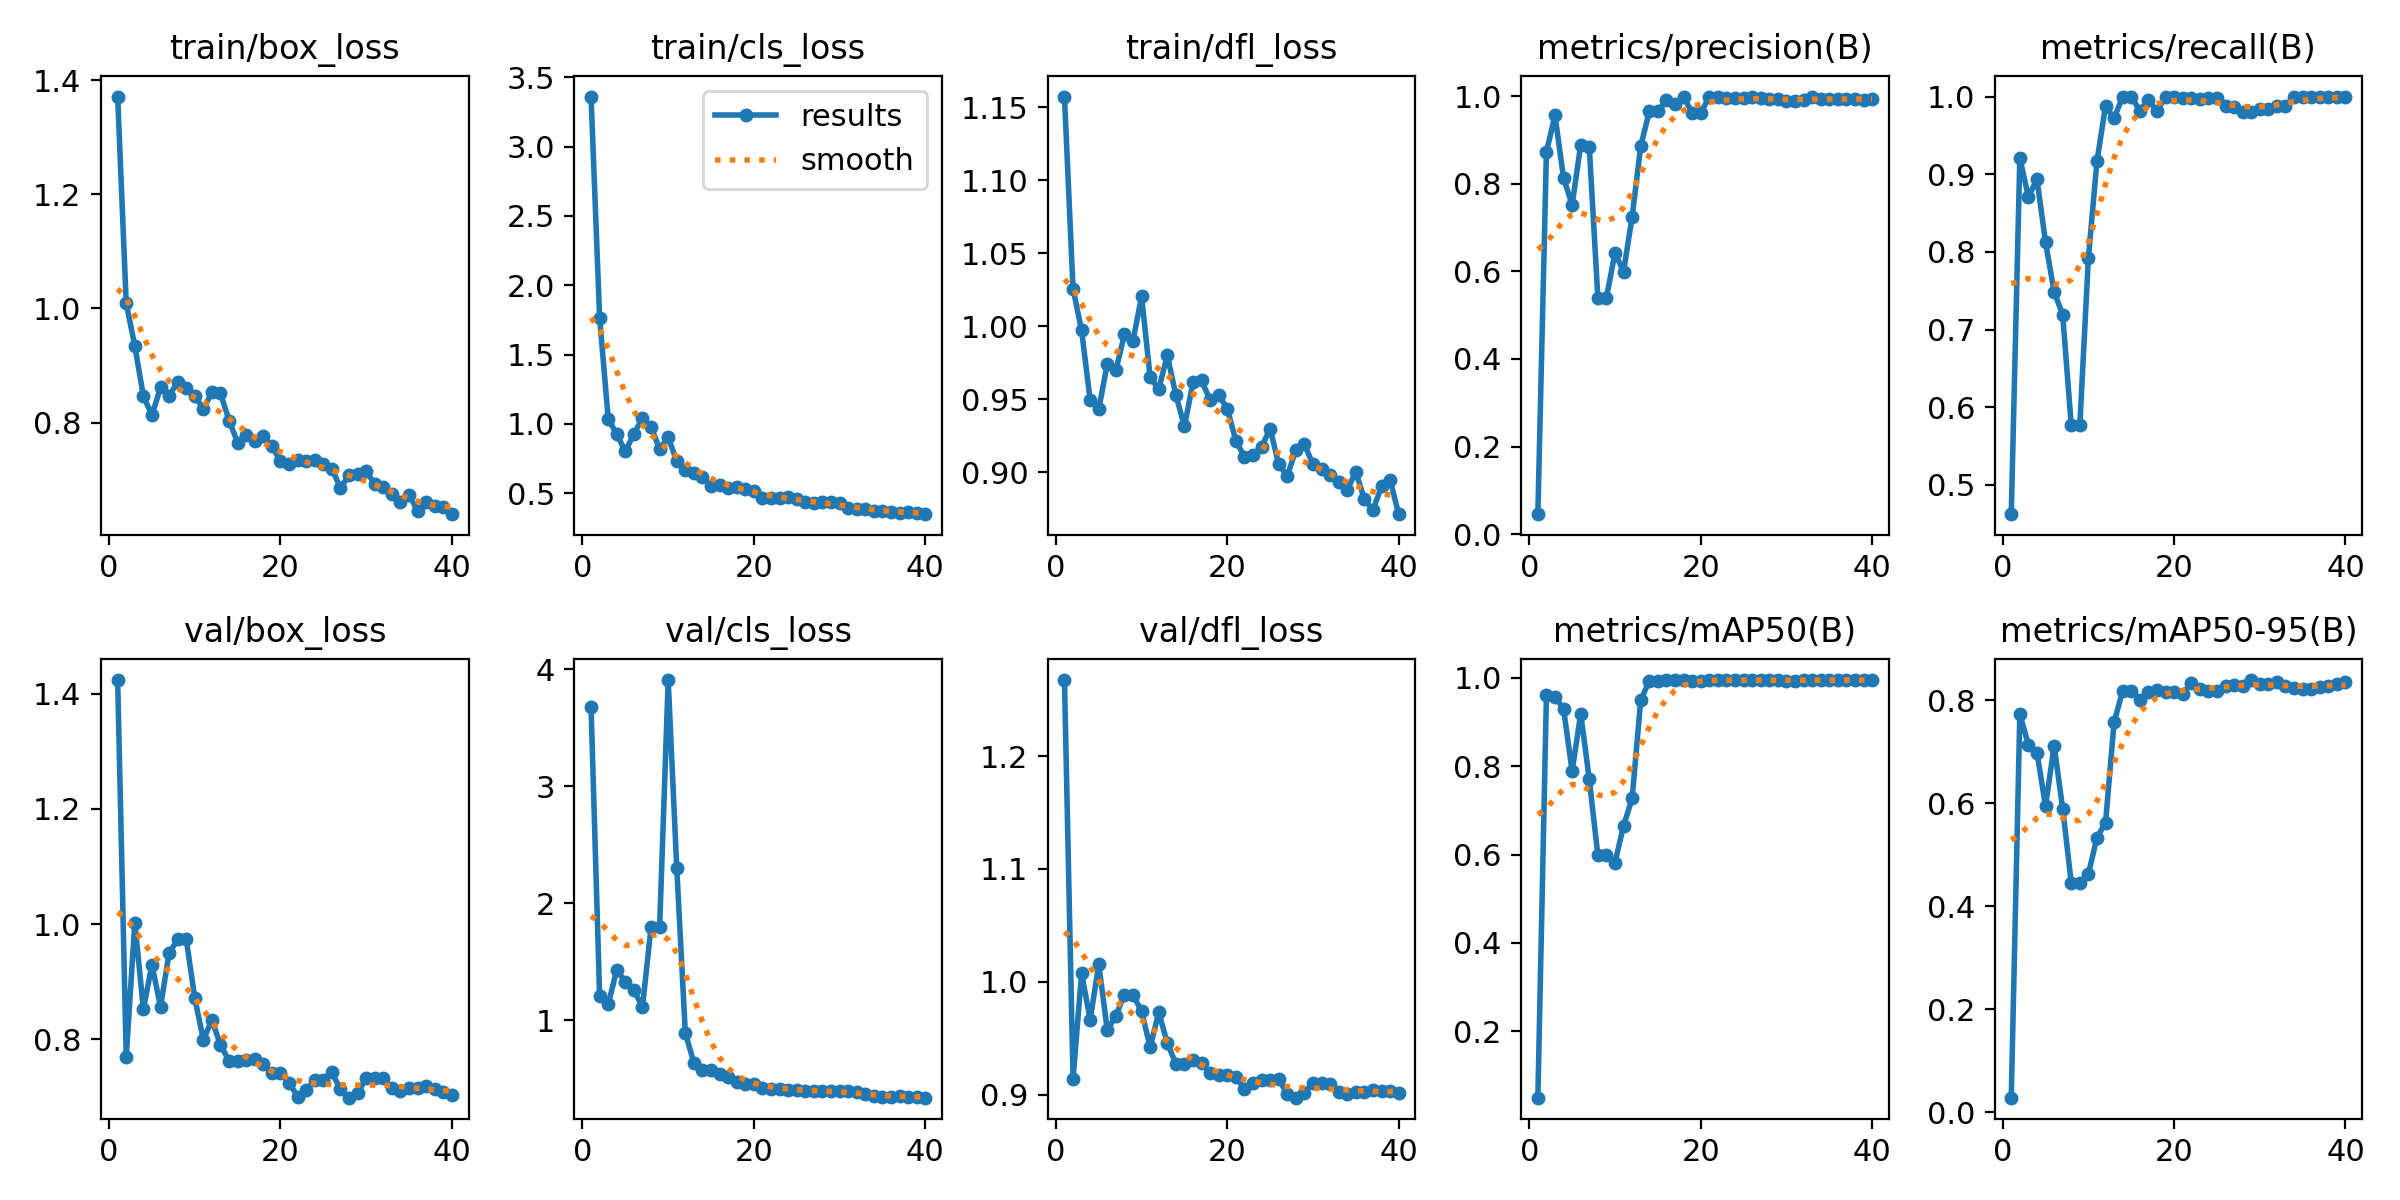 train/box_loss
1.4
1.2
1.0
0.8
0 20 40
train/cls_loss
3.5
3.0
2.5
2.0
1.5
1.0
0.5
results
smooth
0 20 40
train/dfl_loss
1.15
1.10
1.05
1.00
0.95
0.90
0 20 40
metrics/precision(B)
1.0
0.8
0.6
0.4
0.2
0.0
0 20 40
metrics/recall(B)
1.0
0.9
0.8
0.7
0.6
0.5
0 20 40
val/box_loss
1.4
1.2
1.0
0.8
0 20 40
val/cls_loss
4
3
2
1
0 20 40
val/dfl_loss
1.2
1.1
1.0
0.9
0 20 40
metrics/mAP50(B)
1.0
0.8
0.6
0.4
0.2
0 20 40
metrics/mAP50-95(B)
0.8
0.6
0.4
0.2
0.0
0 20 40